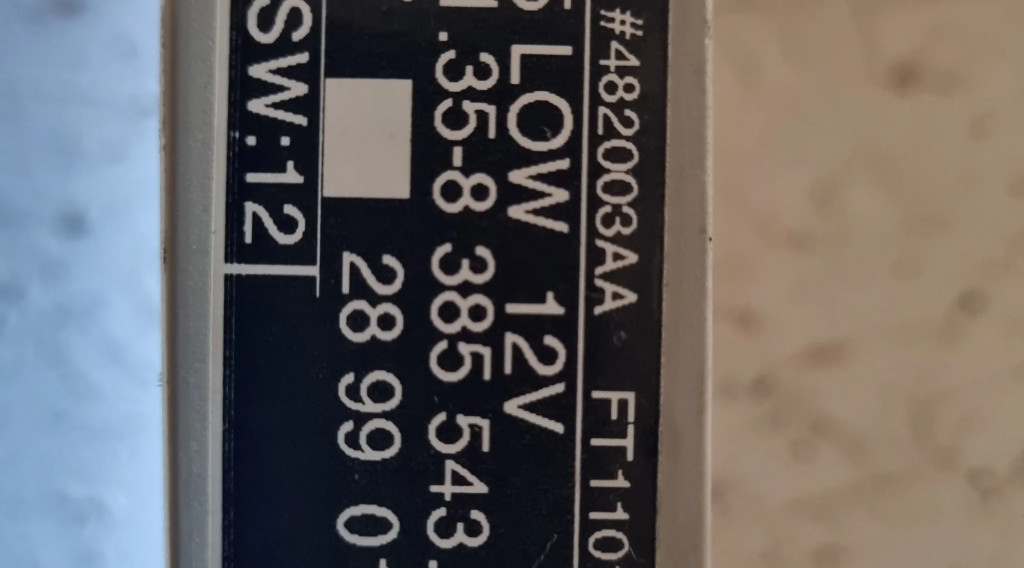 #482003AA FT110
LOW 12V
.35-8 385 543
28 99 0
SW:12